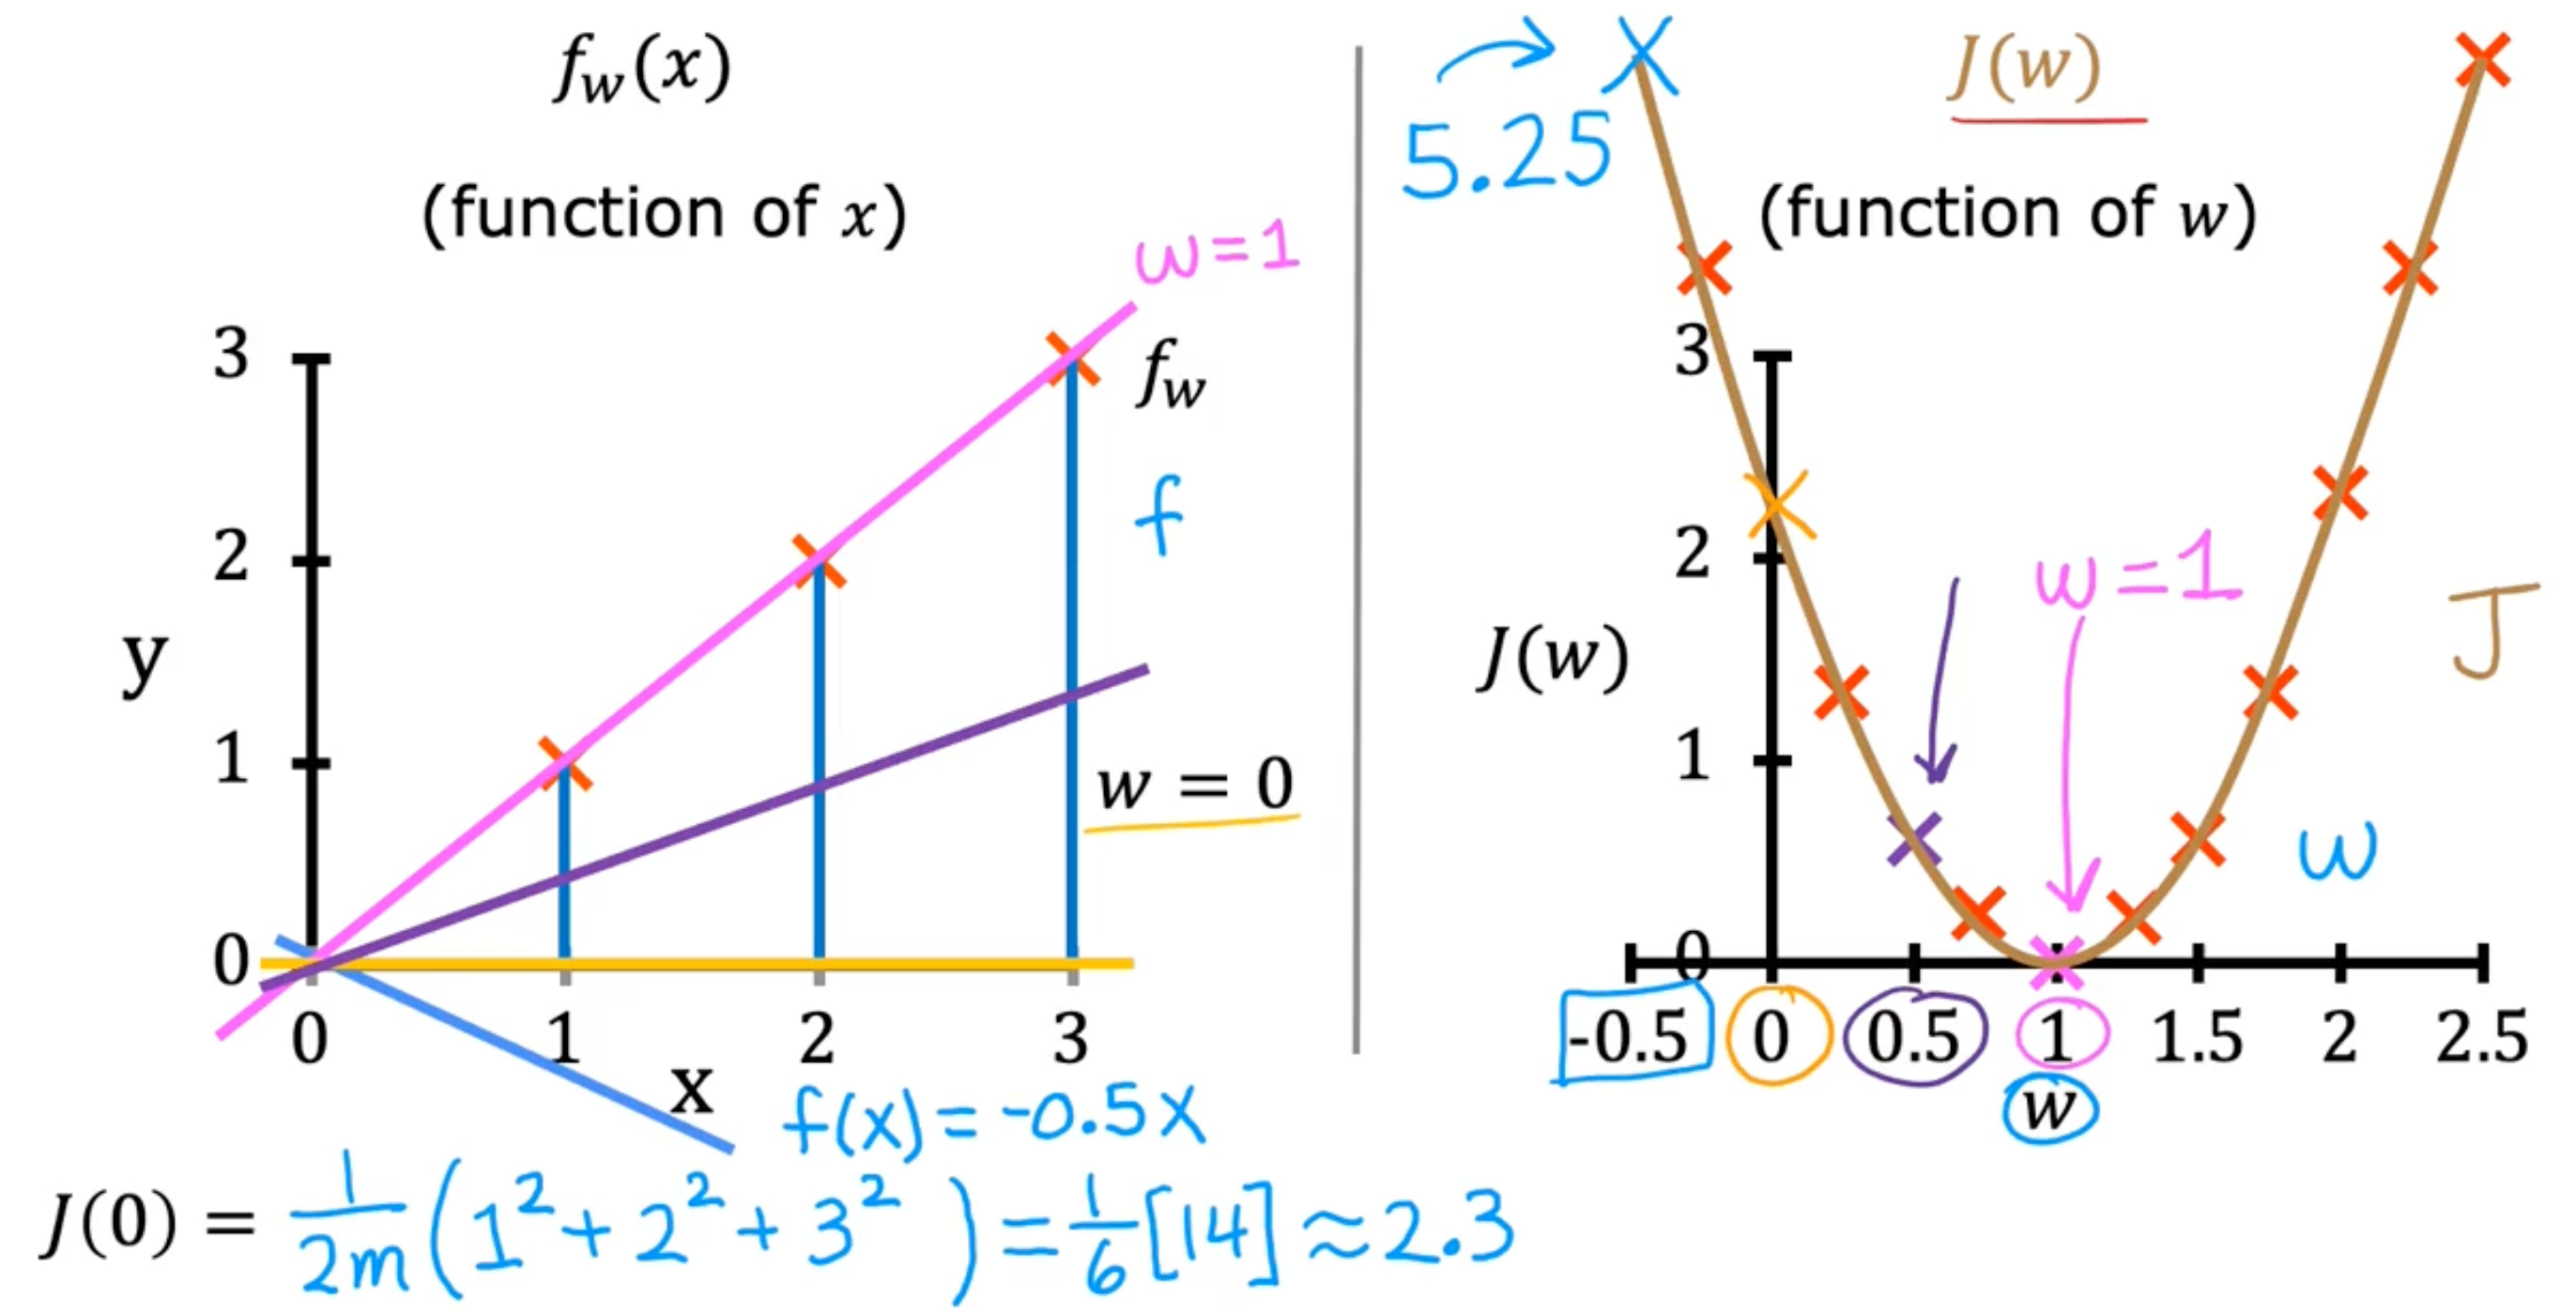 f_w(x)
(function of x)
w=1
3
f_w
f
2
y
1
w = 0
0
0 1 2 3
x
f(x) = -0.5x
J(0) = 1/2m (1² + 2² + 3²) = 1/6 [14] ≈ 2.3
5.25
J(w)
(function of w)
3
2
w=1
J
J(w)
1
w
0
-0.5 0 0.5 1 1.5 2 2.5
w